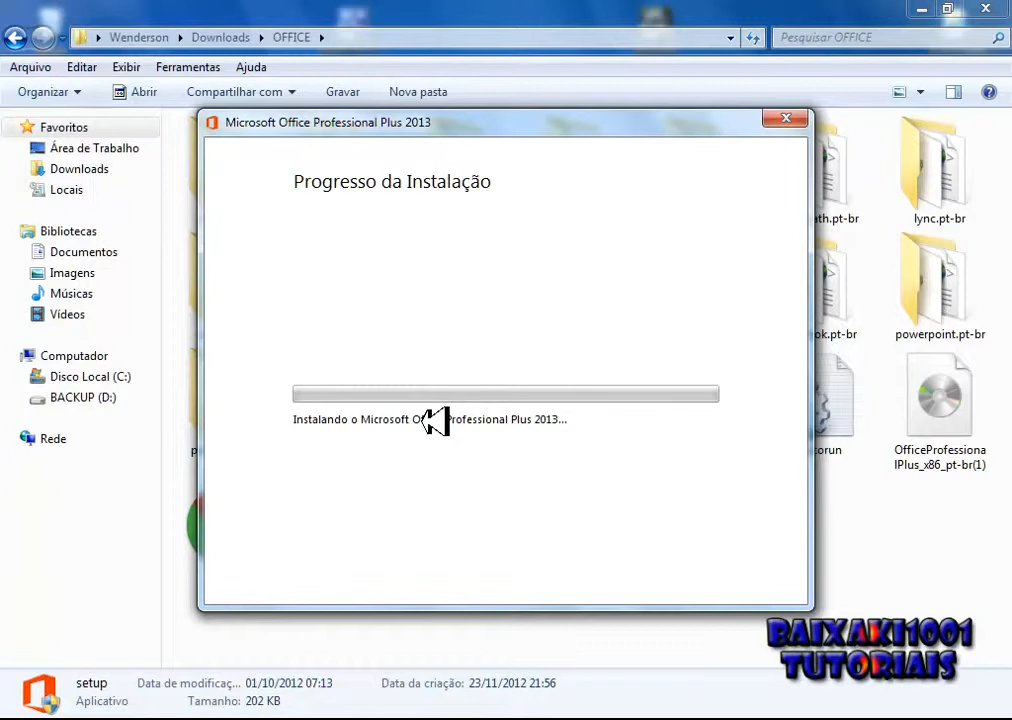 Wenderson Downloads OFFICE
Pesquisar OFFICE
Arquivo Editar Exibir Ferramentas Ajuda
Organizar Abrir Compartilhar com Gravar Nova pasta
Favoritos
Área de Trabalho
Downloads
Locais
Bibliotecas
Documentos
Imagens
Músicas
Vídeos
Computador
Disco Local (C:)
BACKUP (D:)
Rede
Microsoft Office Professional Plus 2013
Progresso da Instalação
Instalando o Microsoft Professional Plus 2013...
lync.pt-br
powerpoint.pt-br
OfficeProfessiona
lPlus_x86_pt-br(1)
BAIXAKI1001
TUTORIAIS
setup Data de modificaç... 01/10/2012 07:13 Data da criação: 23/11/2012 21:56
Aplicativo Tamanho: 202 KB